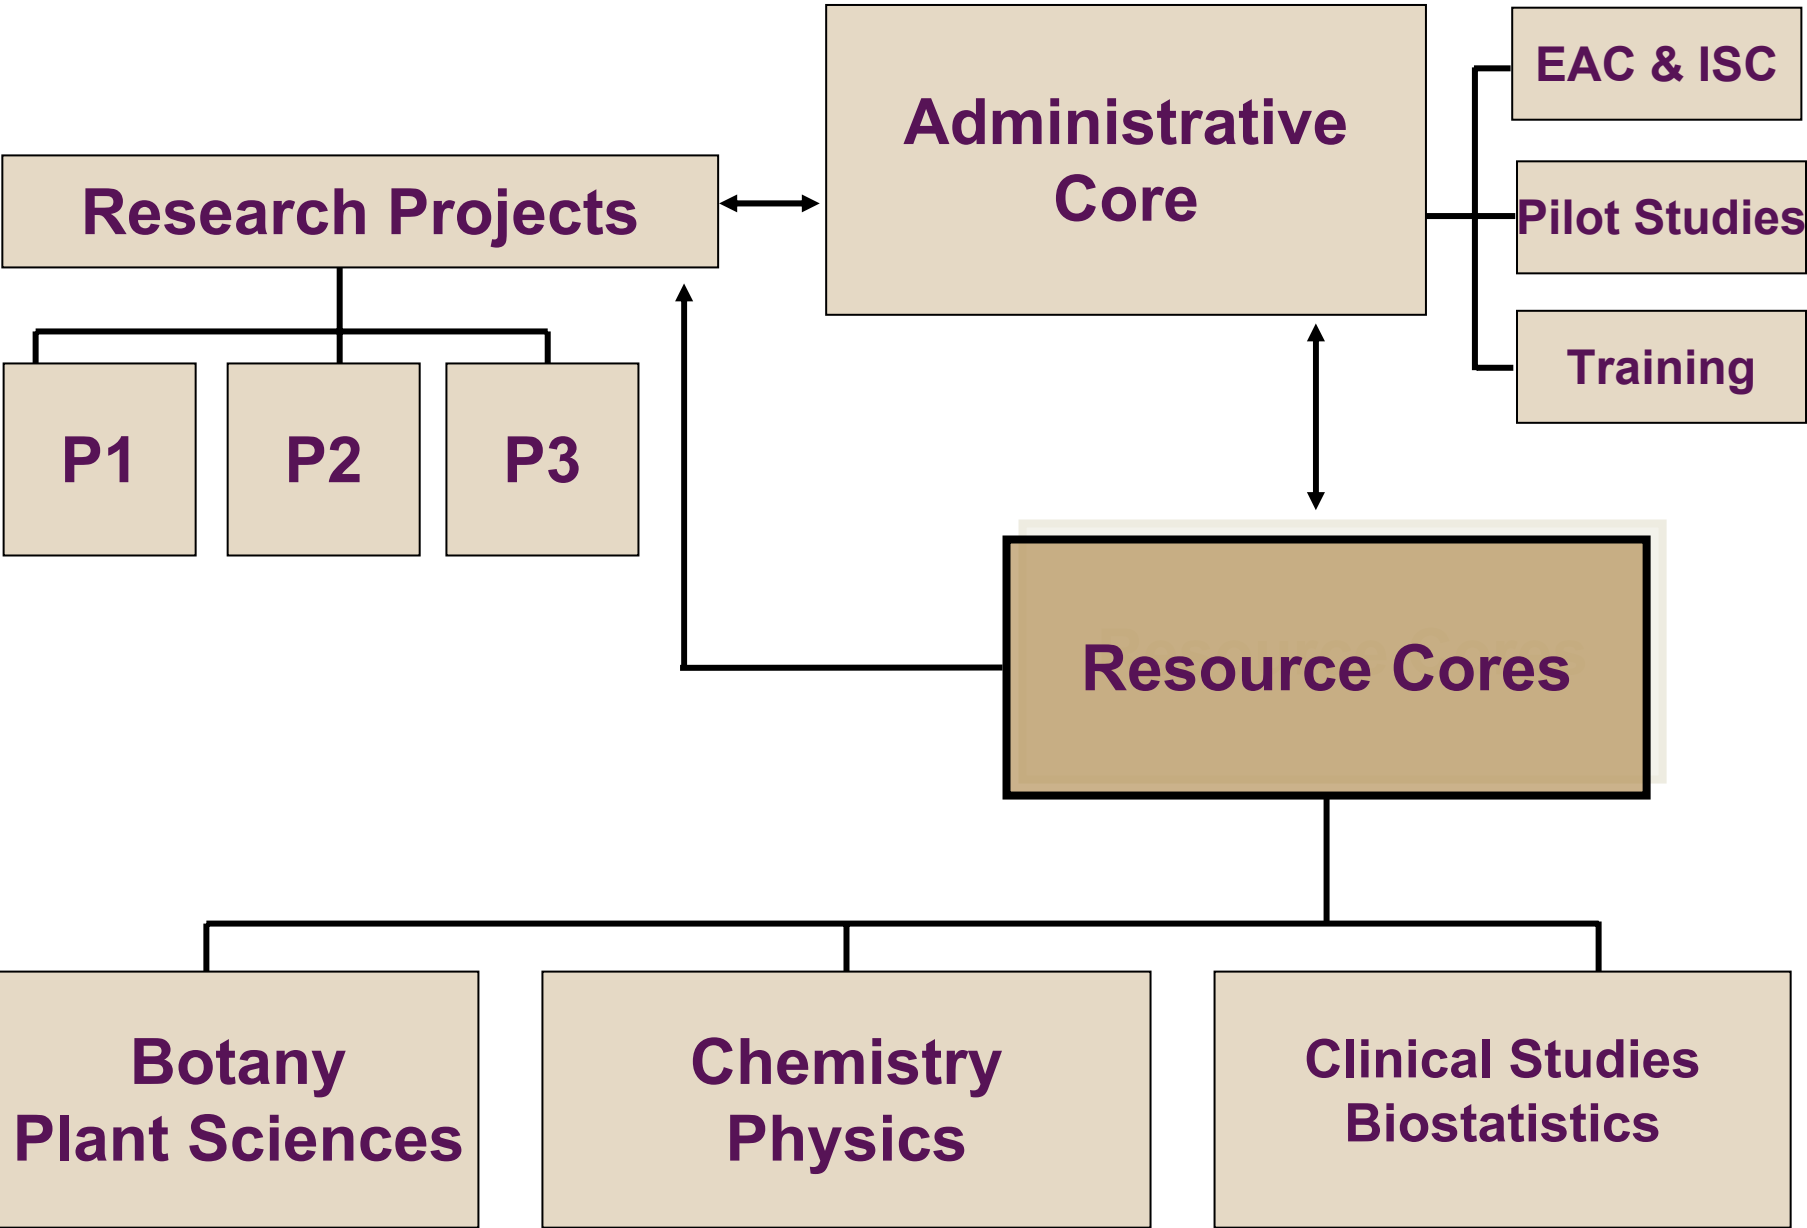 EAC & ISC
Administrative
Core
Research Projects
Pilot Studies
Training
P1
P2
P3
Resource Cores
Botany
Plant Sciences
Chemistry
Physics
Clinical Studies
Biostatistics